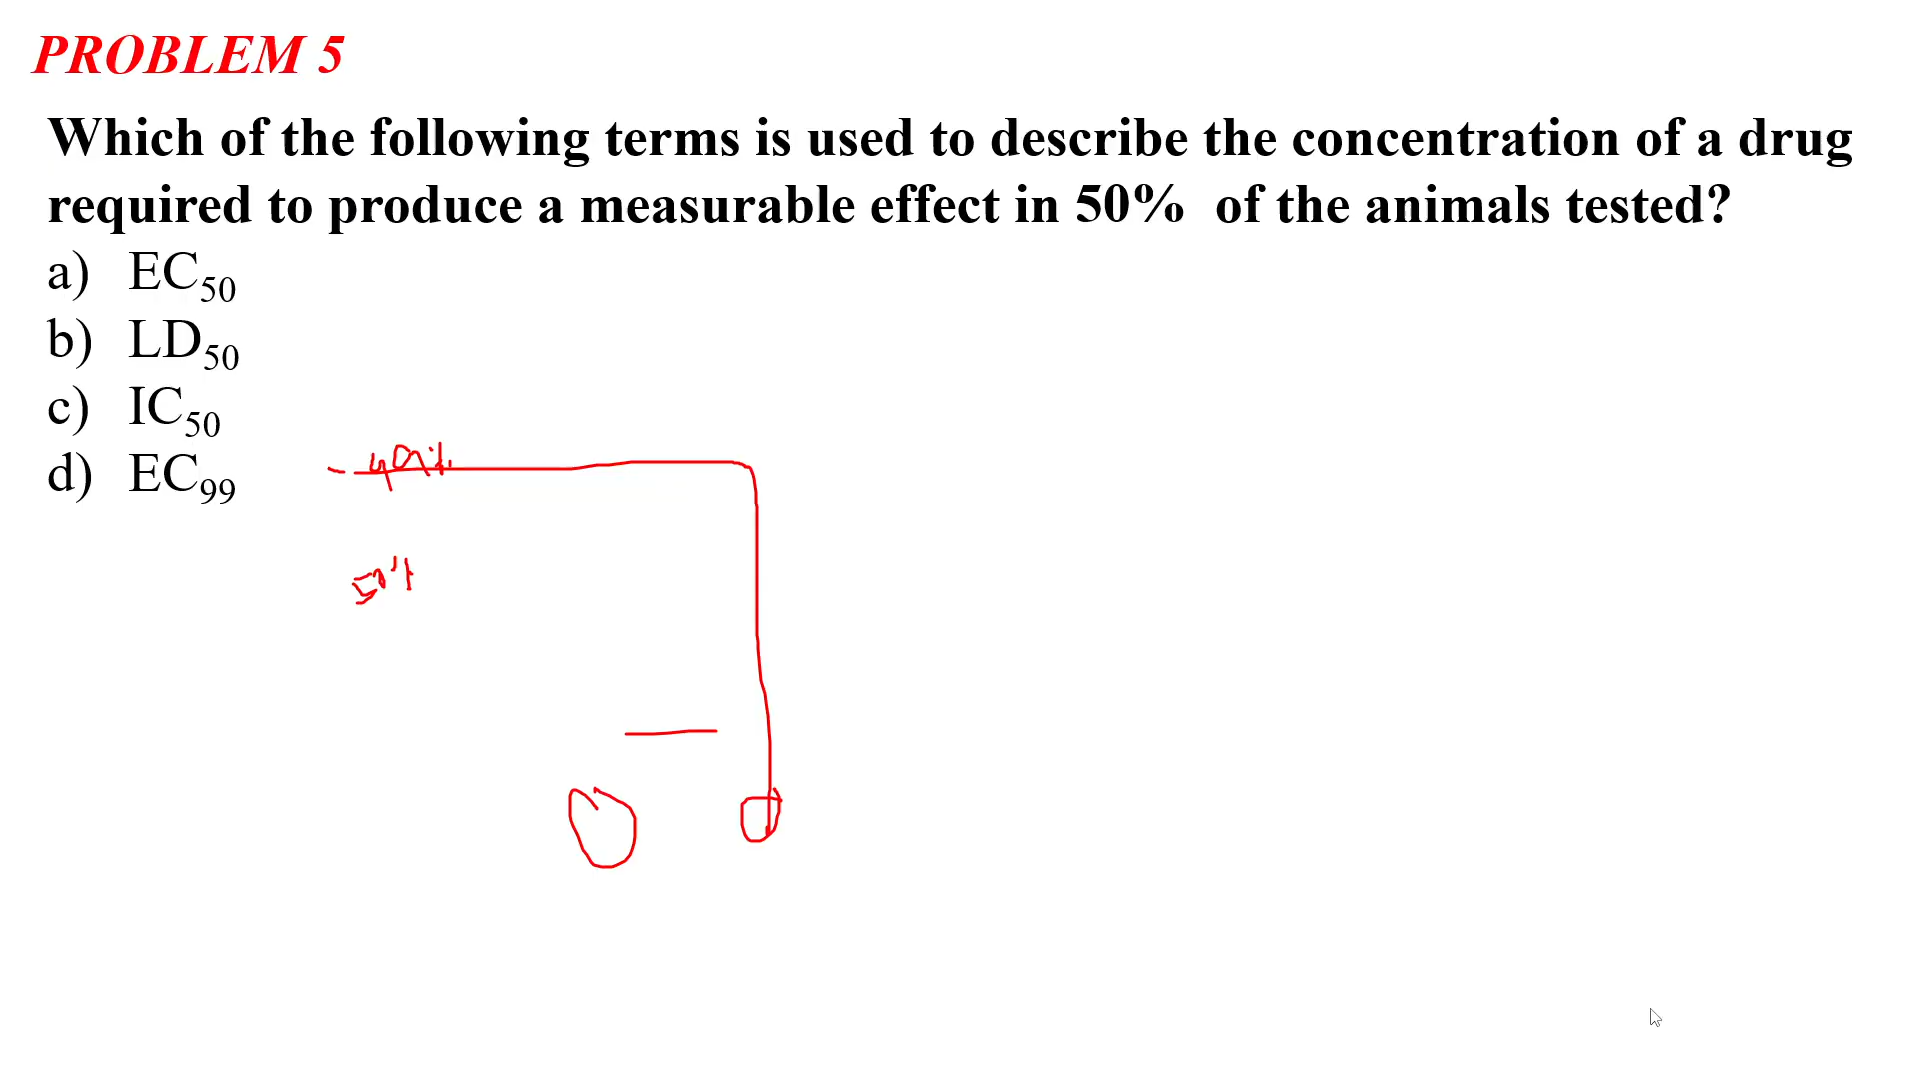 PROBLEM 5
Which of the following terms is used to describe the concentration of a drug
required to produce a measurable effect in 50% of the animals tested?
a) EC₅₀
b) LD₅₀
c) IC₅₀
d) EC₉₉
50%